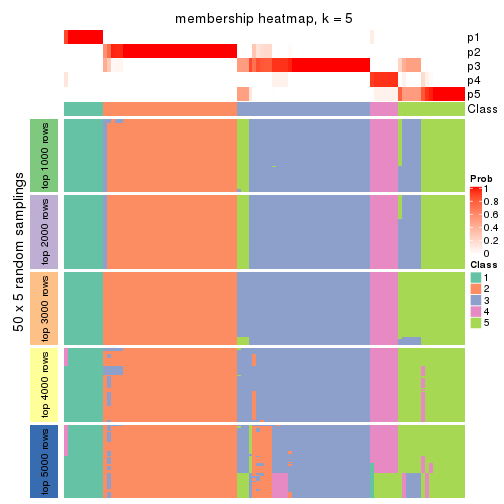 membership heatmap, k = 5
p1
p2
p3
p4
p5
Class
50 x 5 random samplings
top 1000 rows
top 2000 rows
top 3000 rows
top 4000 rows
top 5000 rows
Prob
1
0.8
0.6
0.4
0.2
0
Class
1
2
3
4
5